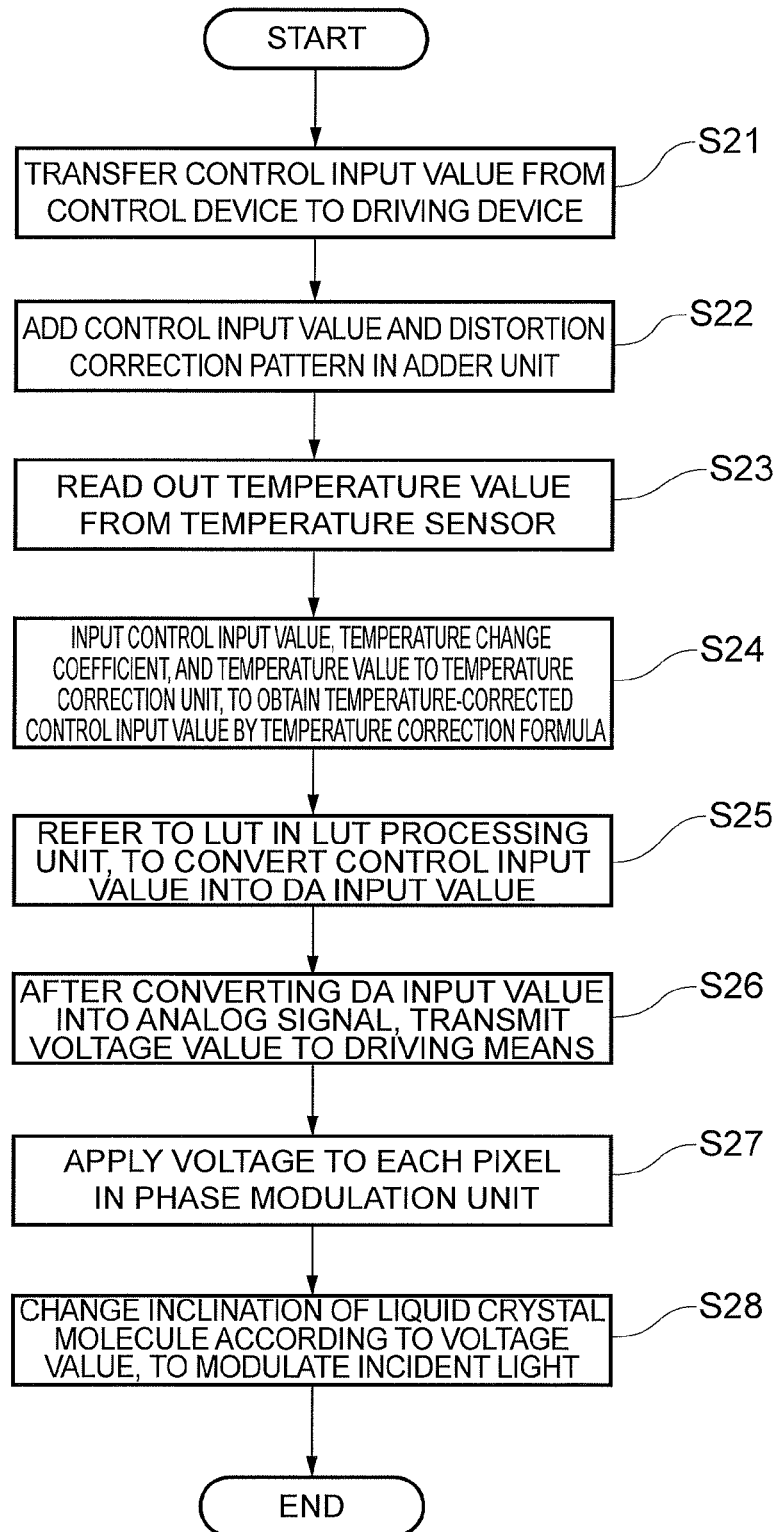 START
S21
TRANSFER CONTROL INPUT VALUE FROM
CONTROL DEVICE TO DRIVING DEVICE
S22
ADD CONTROL INPUT VALUE AND DISTORTION
CORRECTION PATTERN IN ADDER UNIT
S23
READ OUT TEMPERATURE VALUE
FROM TEMPERATURE SENSOR
S24
INPUT CONTROL INPUT VALUE, TEMPERATURE CHANGE
COEFFICIENT, AND TEMPERATURE VALUE TO TEMPERATURE
CORRECTION UNIT, TO OBTAIN TEMPERATURE-CORRECTED
CONTROL INPUT VALUE BY TEMPERATURE CORRECTION FORMULA
S25
REFER TO LUT IN LUT PROCESSING
UNIT, TO CONVERT CONTROL INPUT
VALUE INTO DA INPUT VALUE
S26
AFTER CONVERTING DA INPUT VALUE
INTO ANALOG SIGNAL, TRANSMIT
VOLTAGE VALUE TO DRIVING MEANS
S27
APPLY VOLTAGE TO EACH PIXEL
IN PHASE MODULATION UNIT
S28
CHANGE INCLINATION OF LIQUID CRYSTAL
MOLECULE ACCORDING TO VOLTAGE
VALUE, TO MODULATE INCIDENT LIGHT
END